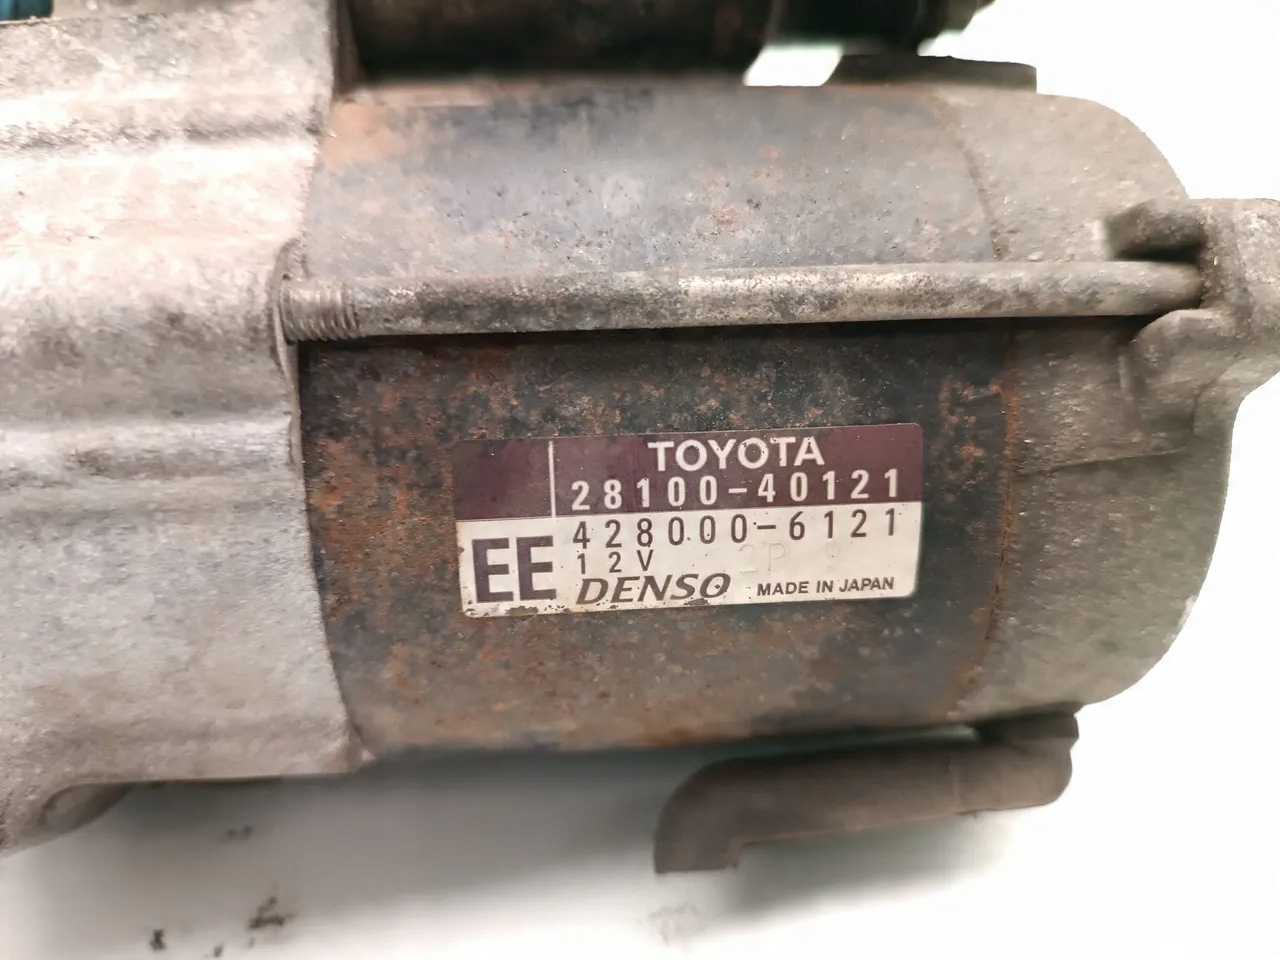 TOYOTA
28100-40121
428000-6121
EE 12V
DENSO MADE IN JAPAN